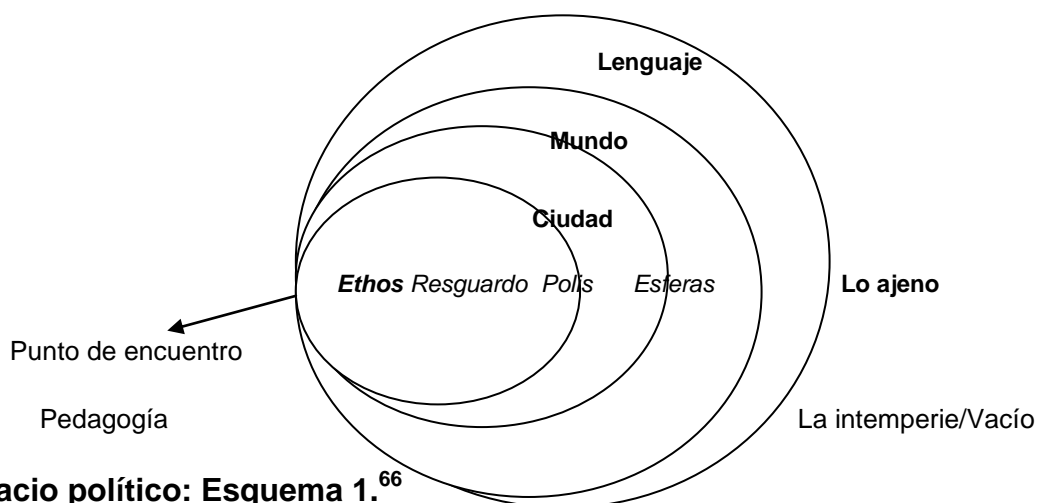 Lenguaje
Mundo
Ciudad
Ethos Resguardo Polis Esferas
Lo ajeno
Punto de encuentro
Pedagogía
La intemperie/Vacío
acio político: Esquema 1.66